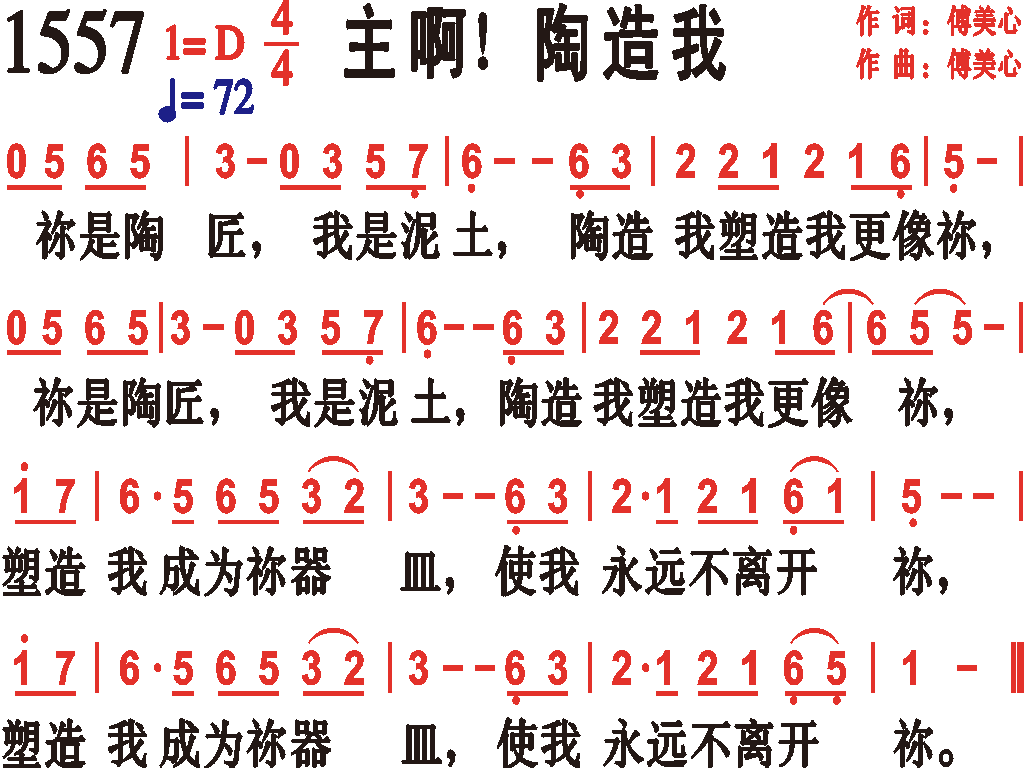 1557 1=D 4/4 主啊！陶造我 作词：傅美心
♩=72 作曲：傅美心
0 5 6 5 | 3 - 0 3 5 7̣ | 6̣ - - 6̣ 3 | 2 2 1 2 1 6̣ | 5̣ - |
祢是陶 匠， 我是泥 土， 陶造 我塑造我更像祢，
0 5 6 5 | 3 - 0 3 5 7̣ | 6̣ - - 6̣ 3 | 2 2 1 2 1 6 | 6 5 5 - |
祢是陶匠， 我是泥 土， 陶造 我塑造我更像 祢，
1̇ 7 | 6 · 5 6 5 3 2 | 3 - - 6̣ 3 | 2 · 1 2 1 6̣ 1 | 5̣ - - |
塑造 我 成为祢器 皿， 使我 永远不离开 祢，
1̇ 7 | 6 · 5 6 5 3 2 | 3 - - 6̣ 3 | 2 · 1 2 1 6̣ 5̣ | 1 - ‖
塑造 我 成为祢器 皿， 使我 永远不离开 祢。